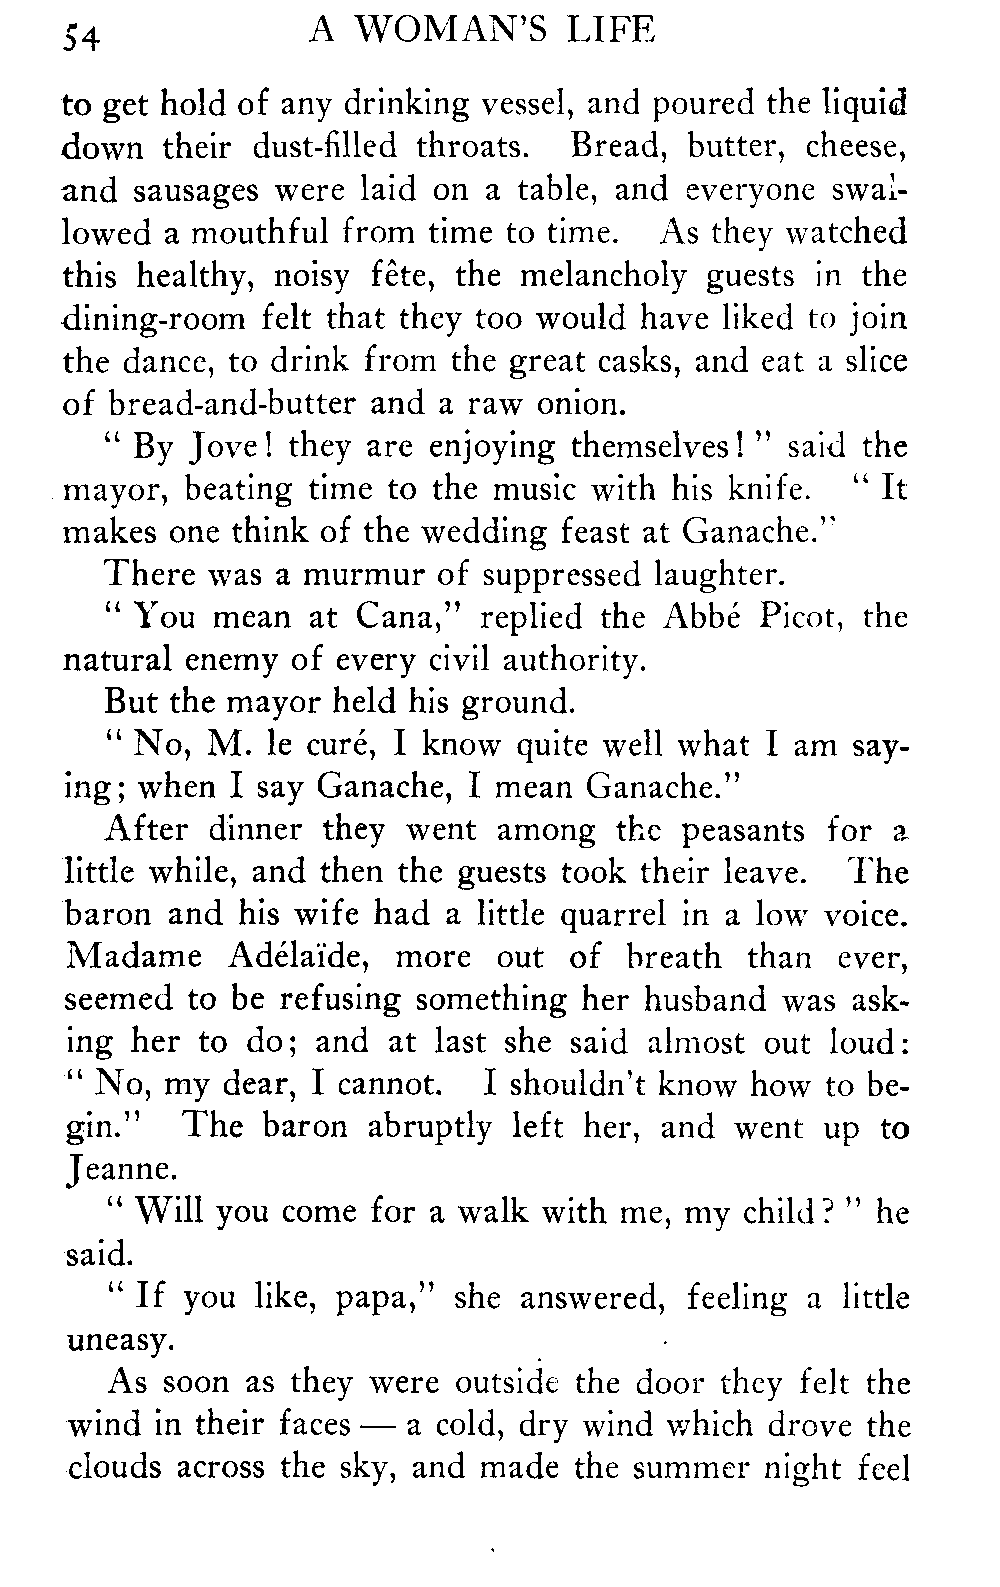 54 A WOMAN'S LIFE
to get hold of any drinking vessel, and poured the liquid
down their dust-filled throats. Bread, butter, cheese,
and sausages were laid on a table, and everyone swal-
lowed a mouthful from time to time. As they watched
this healthy, noisy fête, the melancholy guests in the
dining-room felt that they too would have liked to join
the dance, to drink from the great casks, and eat a slice
of bread-and-butter and a raw onion.
" By Jove! they are enjoying themselves! " said the
mayor, beating time to the music with his knife. " It
makes one think of the wedding feast at Ganache."
There was a murmur of suppressed laughter.
" You mean at Cana," replied the Abbé Picot, the
natural enemy of every civil authority.
But the mayor held his ground.
" No, M. le curé, I know quite well what I am say-
ing; when I say Ganache, I mean Ganache."
After dinner they went among the peasants for a
little while, and then the guests took their leave. The
baron and his wife had a little quarrel in a low voice.
Madame Adélaïde, more out of breath than ever,
seemed to be refusing something her husband was ask-
ing her to do; and at last she said almost out loud:
" No, my dear, I cannot. I shouldn't know how to be-
gin." The baron abruptly left her, and went up to
Jeanne.
" Will you come for a walk with me, my child? " he
said.
" If you like, papa," she answered, feeling a little
uneasy.
As soon as they were outside the door they felt the
wind in their faces — a cold, dry wind which drove the
clouds across the sky, and made the summer night feel